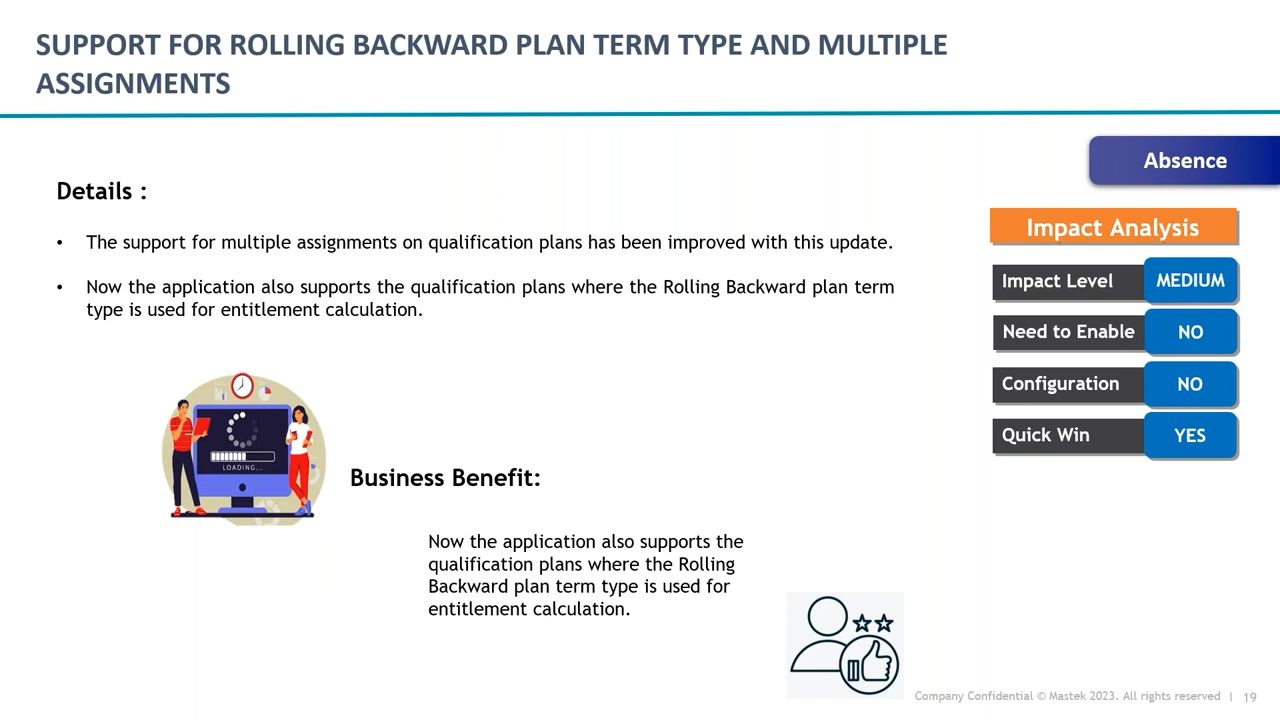 SUPPORT FOR ROLLING BACKWARD PLAN TERM TYPE AND MULTIPLE
ASSIGNMENTS
Absence
Details :
• The support for multiple assignments on qualification plans has been improved with this update.
• Now the application also supports the qualification plans where the Rolling Backward plan term
type is used for entitlement calculation.
Impact Analysis
Impact Level MEDIUM
Need to Enable NO
Configuration NO
Quick Win YES
LOADING...
Business Benefit:
Now the application also supports the
qualification plans where the Rolling
Backward plan term type is used for
entitlement calculation.
Company Confidential © Mastek 2023. All rights reserved | 19